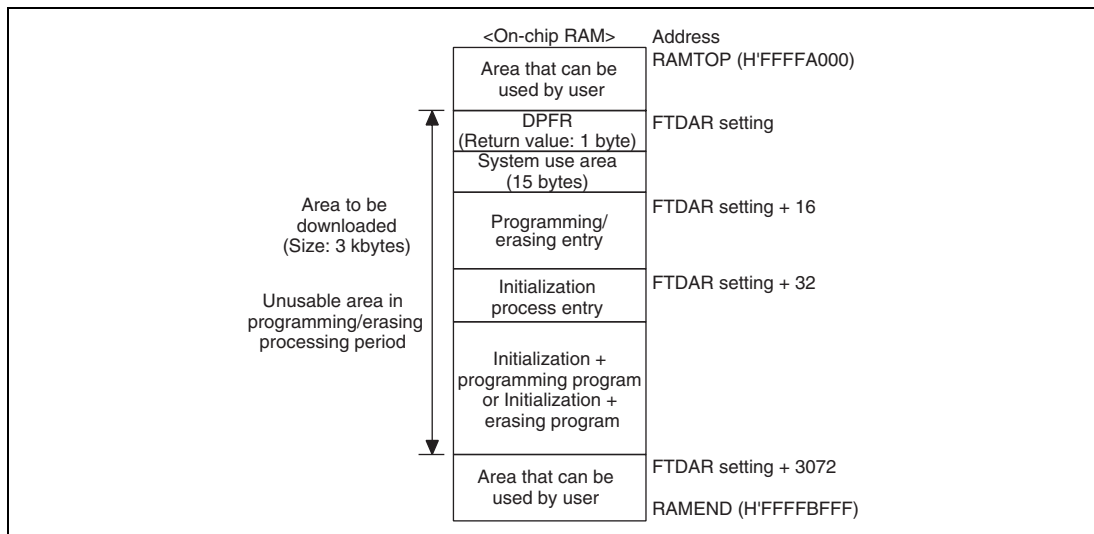 <On-chip RAM>
Address
RAMTOP (H'FFFFA000)
Area that can be
used by user
DPFR
(Return value: 1 byte)
FTDAR setting
System use area
(15 bytes)
Area to be
downloaded
(Size: 3 kbytes)
Unusable area in
programming/erasing
processing period
Programming/
erasing entry
FTDAR setting + 16
Initialization
process entry
FTDAR setting + 32
Initialization +
programming program
or Initialization +
erasing program
Area that can be
used by user
FTDAR setting + 3072
RAMEND (H'FFFFBFFF)